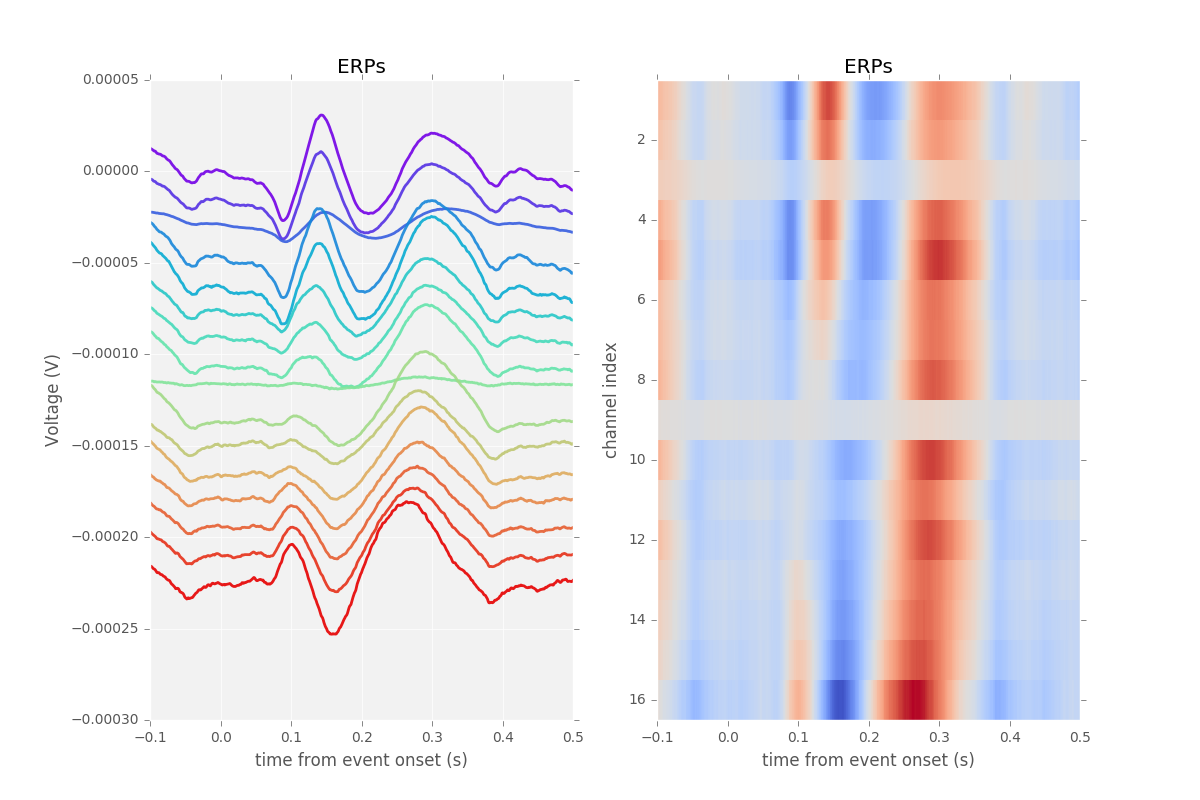 ERPs
0.00005
0.00000
−0.00005
−0.00010
−0.00015
−0.00020
−0.00025
−0.00030
Voltage (V)
−0.1 0.0 0.1 0.2 0.3 0.4 0.5
time from event onset (s)
ERPs
2
4
6
8
10
12
14
16
channel index
−0.1 0.0 0.1 0.2 0.3 0.4 0.5
time from event onset (s)